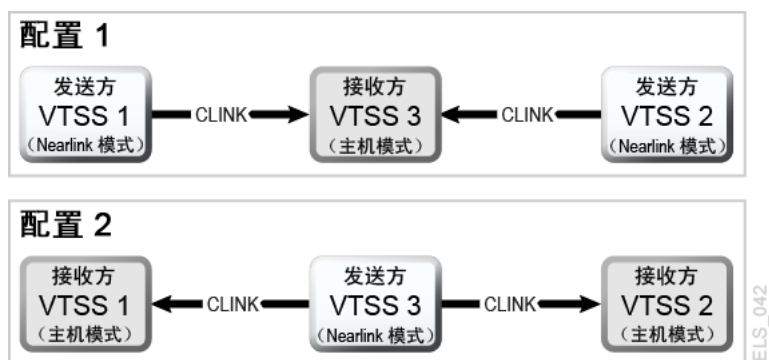 配置 1
发送方
VTSS 1
（Nearlink 模式）
CLINK
接收方
VTSS 3
（主机模式）
CLINK
发送方
VTSS 2
（Nearlink 模式）
配置 2
接收方
VTSS 1
（主机模式）
CLINK
发送方
VTSS 3
（Nearlink 模式）
CLINK
接收方
VTSS 2
（主机模式）
ELS_042